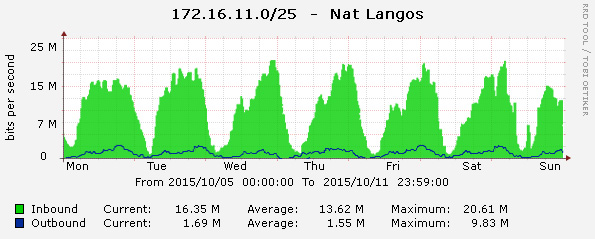 172.16.11.0/25 - Nat Langos
RRD TOOL / TOBI OETIKER
bits per second
25 M
15 M
7 M
0
Mon Tue Wed Thu Fri Sat Sun
From 2015/10/05 00:00:00 To 2015/10/11 23:59:00
Inbound Current: 16.35 M Average: 13.62 M Maximum: 20.61 M
Outbound Current: 1.69 M Average: 1.55 M Maximum: 9.83 M